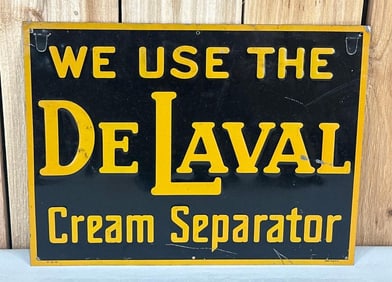 WE USE THE
DE LAVAL
Cream Separator